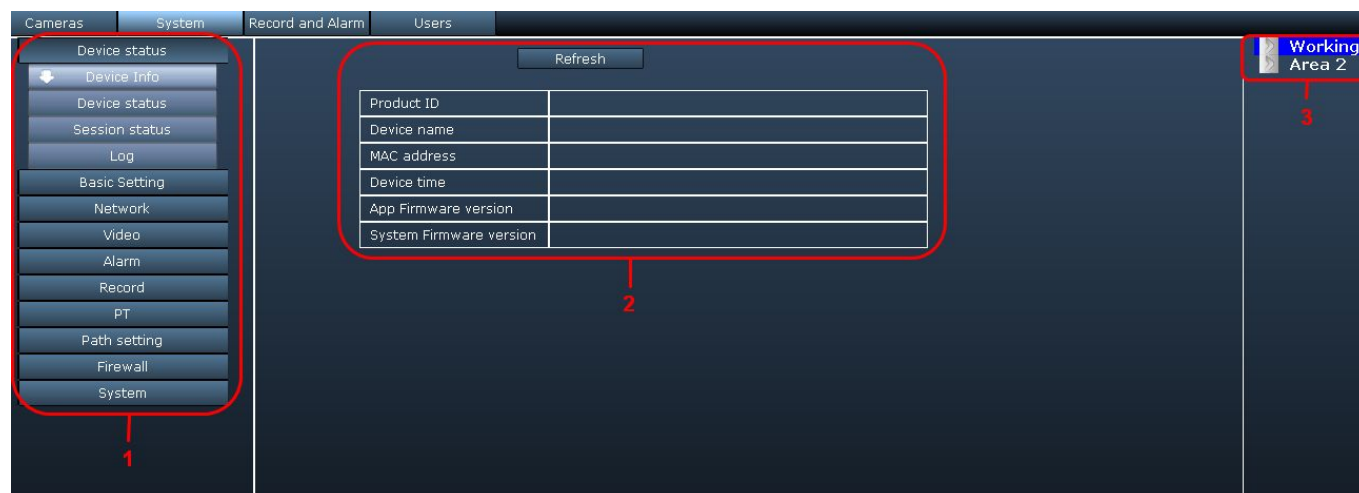 Cameras System Record and Alarm Users
Device status
Device Info
Device status
Session status
Log
Basic Setting
Network
Video
Alarm
Record
PT
Path setting
Firewall
System
1
Refresh
Product ID
Device name
MAC address
Device time
App Firmware version
System Firmware version
2
Working
Area 2
3